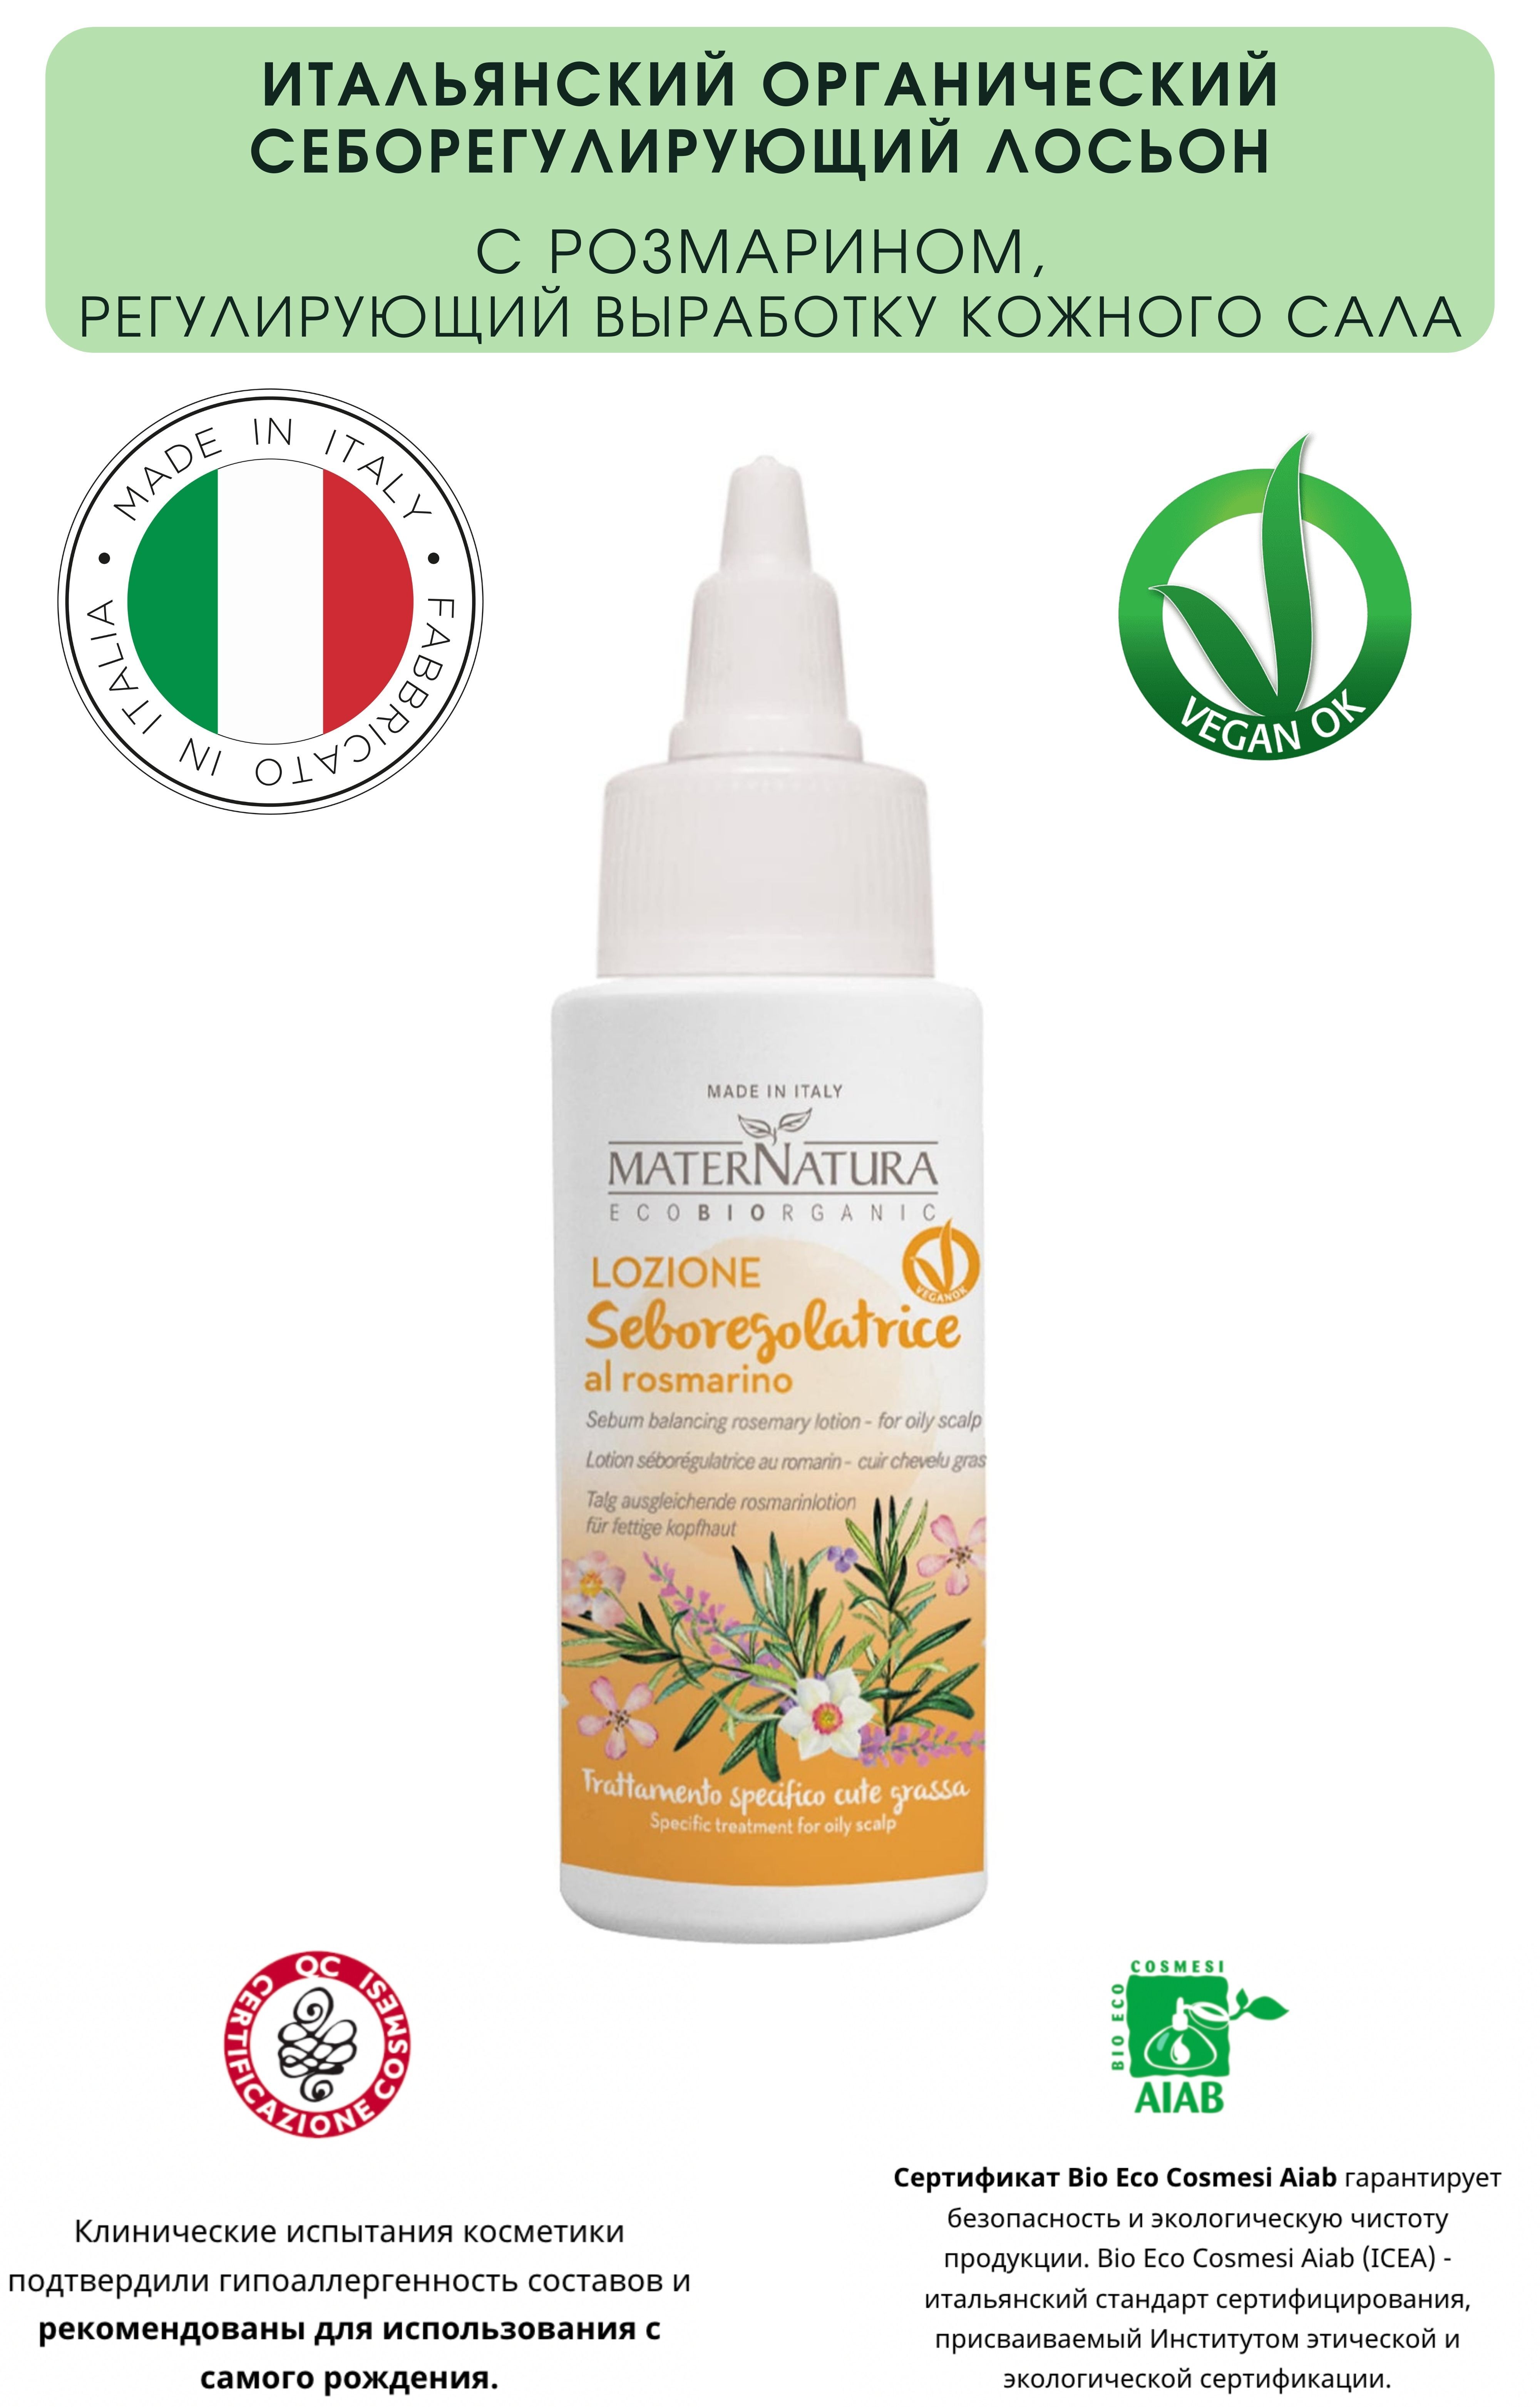 ИТАЛЬЯНСКИЙ ОРГАНИЧЕСКИЙ
СЕБОРЕГУЛИРУЮЩИЙ ЛОСЬОН
С РОЗМАРИНОМ,
РЕГУЛИРУЮЩИЙ ВЫРАБОТКУ КОЖНОГО САЛА
MADE IN ITALY
• FABBRICATO IN ITALIA •
VEGAN OK
MADE IN ITALY
MATERNATURA
ECOBIORGANIC
VEGANOK
LOZIONE
Seboregolatrice
al rosmarino
Sebum balancing rosemary lotion - for oily scalp
Lotion séborégulatrice au romarin - cuir chevelu gras
Talg ausgleichende rosmarinlotion
für fettige kopfhaut
Trattamento specifico cute grassa
Specific treatment for oily scalp
QC
CERTIFICAZIONE COSMESI
COSMESI
BIO ECO
AIAB
Клинические испытания косметики
подтвердили гипоаллергенность составов и
рекомендованы для использования с
самого рождения.
Сертификат Bio Eco Cosmesi Aiab гарантирует
безопасность и экологическую чистоту
продукции. Bio Eco Cosmesi Aiab (ICEA) -
итальянский стандарт сертифицирования,
присваиваемый Институтом этической и
экологической сертификации.